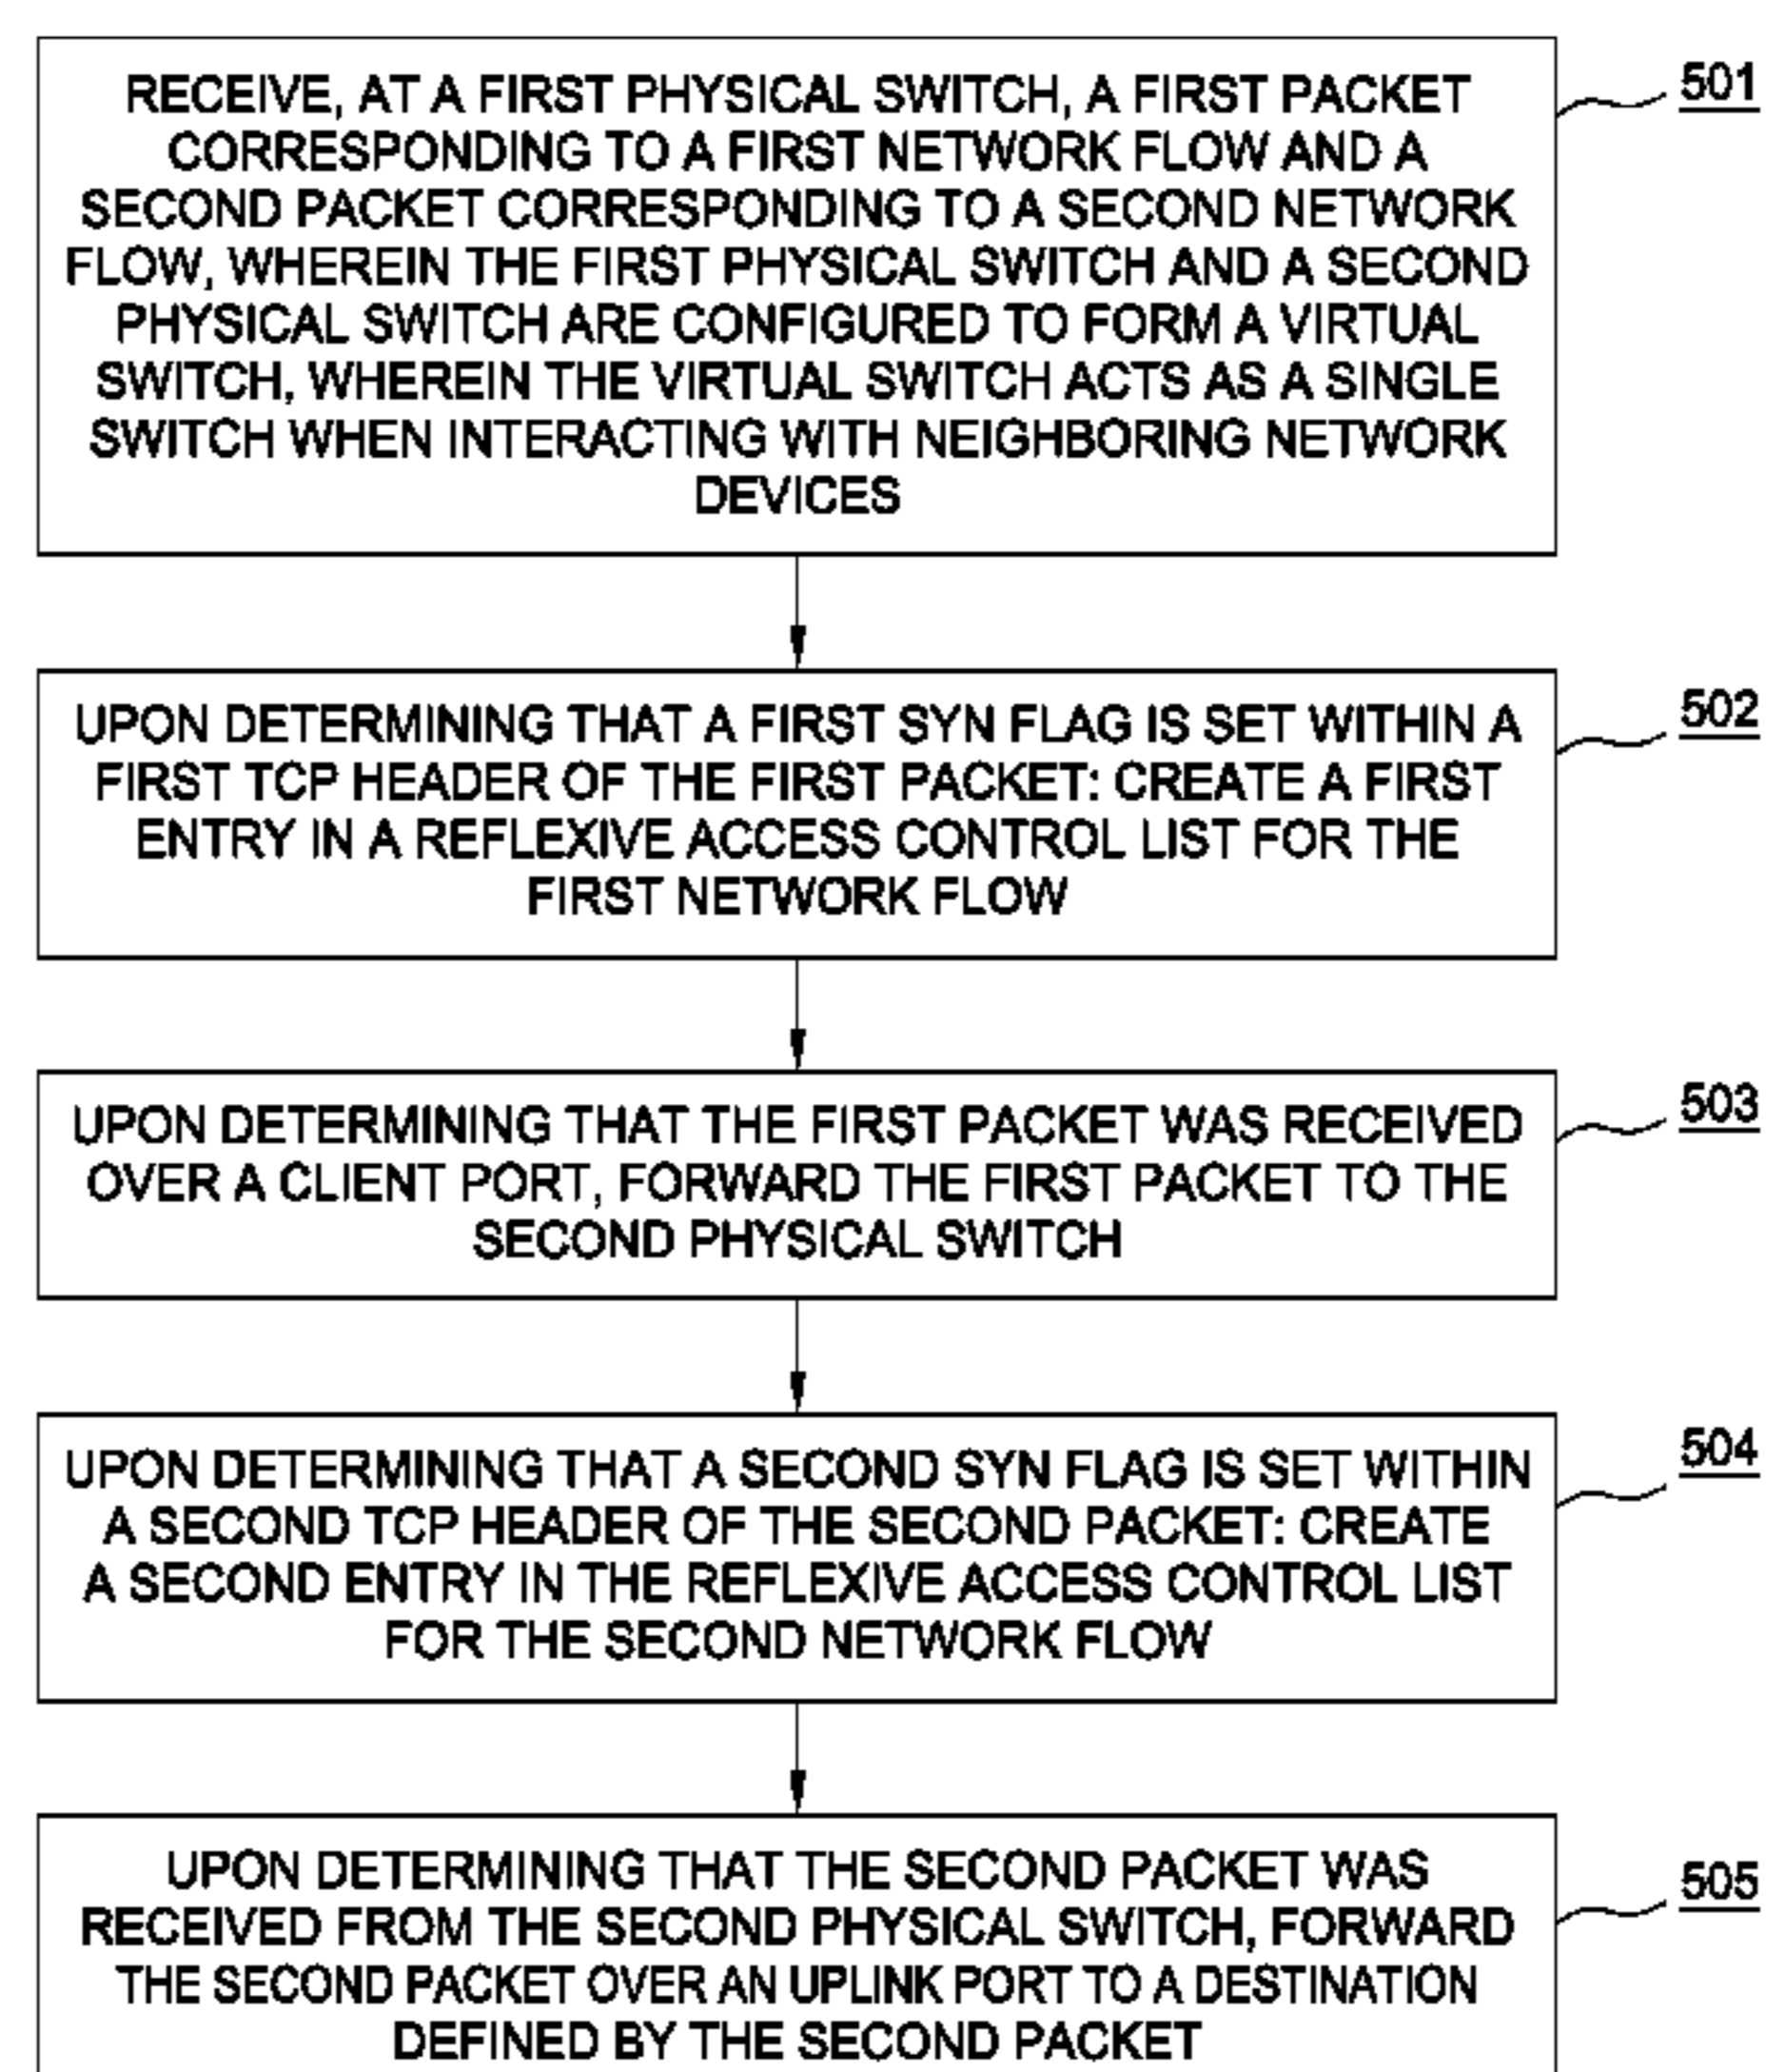 RECEIVE, AT A FIRST PHYSICAL SWITCH, A FIRST PACKET
CORRESPONDING TO A FIRST NETWORK FLOW AND A
SECOND PACKET CORRESPONDING TO A SECOND NETWORK
FLOW, WHEREIN THE FIRST PHYSICAL SWITCH AND A SECOND
PHYSICAL SWITCH ARE CONFIGURED TO FORM A VIRTUAL
SWITCH, WHEREIN THE VIRTUAL SWITCH ACTS AS A SINGLE
SWITCH WHEN INTERACTING WITH NEIGHBORING NETWORK
DEVICES
501
UPON DETERMINING THAT A FIRST SYN FLAG IS SET WITHIN A
FIRST TCP HEADER OF THE FIRST PACKET: CREATE A FIRST
ENTRY IN A REFLEXIVE ACCESS CONTROL LIST FOR THE
FIRST NETWORK FLOW
502
UPON DETERMINING THAT THE FIRST PACKET WAS RECEIVED
OVER A CLIENT PORT, FORWARD THE FIRST PACKET TO THE
SECOND PHYSICAL SWITCH
503
UPON DETERMINING THAT A SECOND SYN FLAG IS SET WITHIN
A SECOND TCP HEADER OF THE SECOND PACKET: CREATE
A SECOND ENTRY IN THE REFLEXIVE ACCESS CONTROL LIST
FOR THE SECOND NETWORK FLOW
504
UPON DETERMINING THAT THE SECOND PACKET WAS
RECEIVED FROM THE SECOND PHYSICAL SWITCH, FORWARD
THE SECOND PACKET OVER AN UPLINK PORT TO A DESTINATION
DEFINED BY THE SECOND PACKET
505